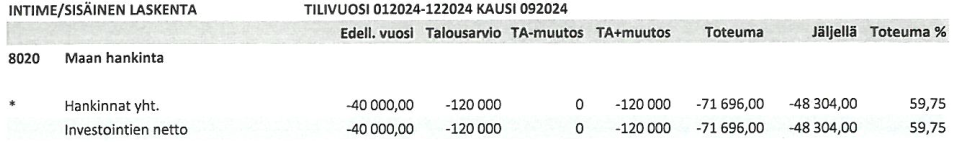 INTIME/SISÄINEN LASKENTA TILIVUOSI 012024-122024 KAUSI 092024
Edell. vuosi Talousarvio TA-muutos TA+muutos Toteuma Jäljellä Toteuma %
8020 Maan hankinta
* Hankinnat yht. -40 000,00 -120 000 0 -120 000 -71 696,00 -48 304,00 59,75
Investointien netto -40 000,00 -120 000 0 -120 000 -71 696,00 -48 304,00 59,75